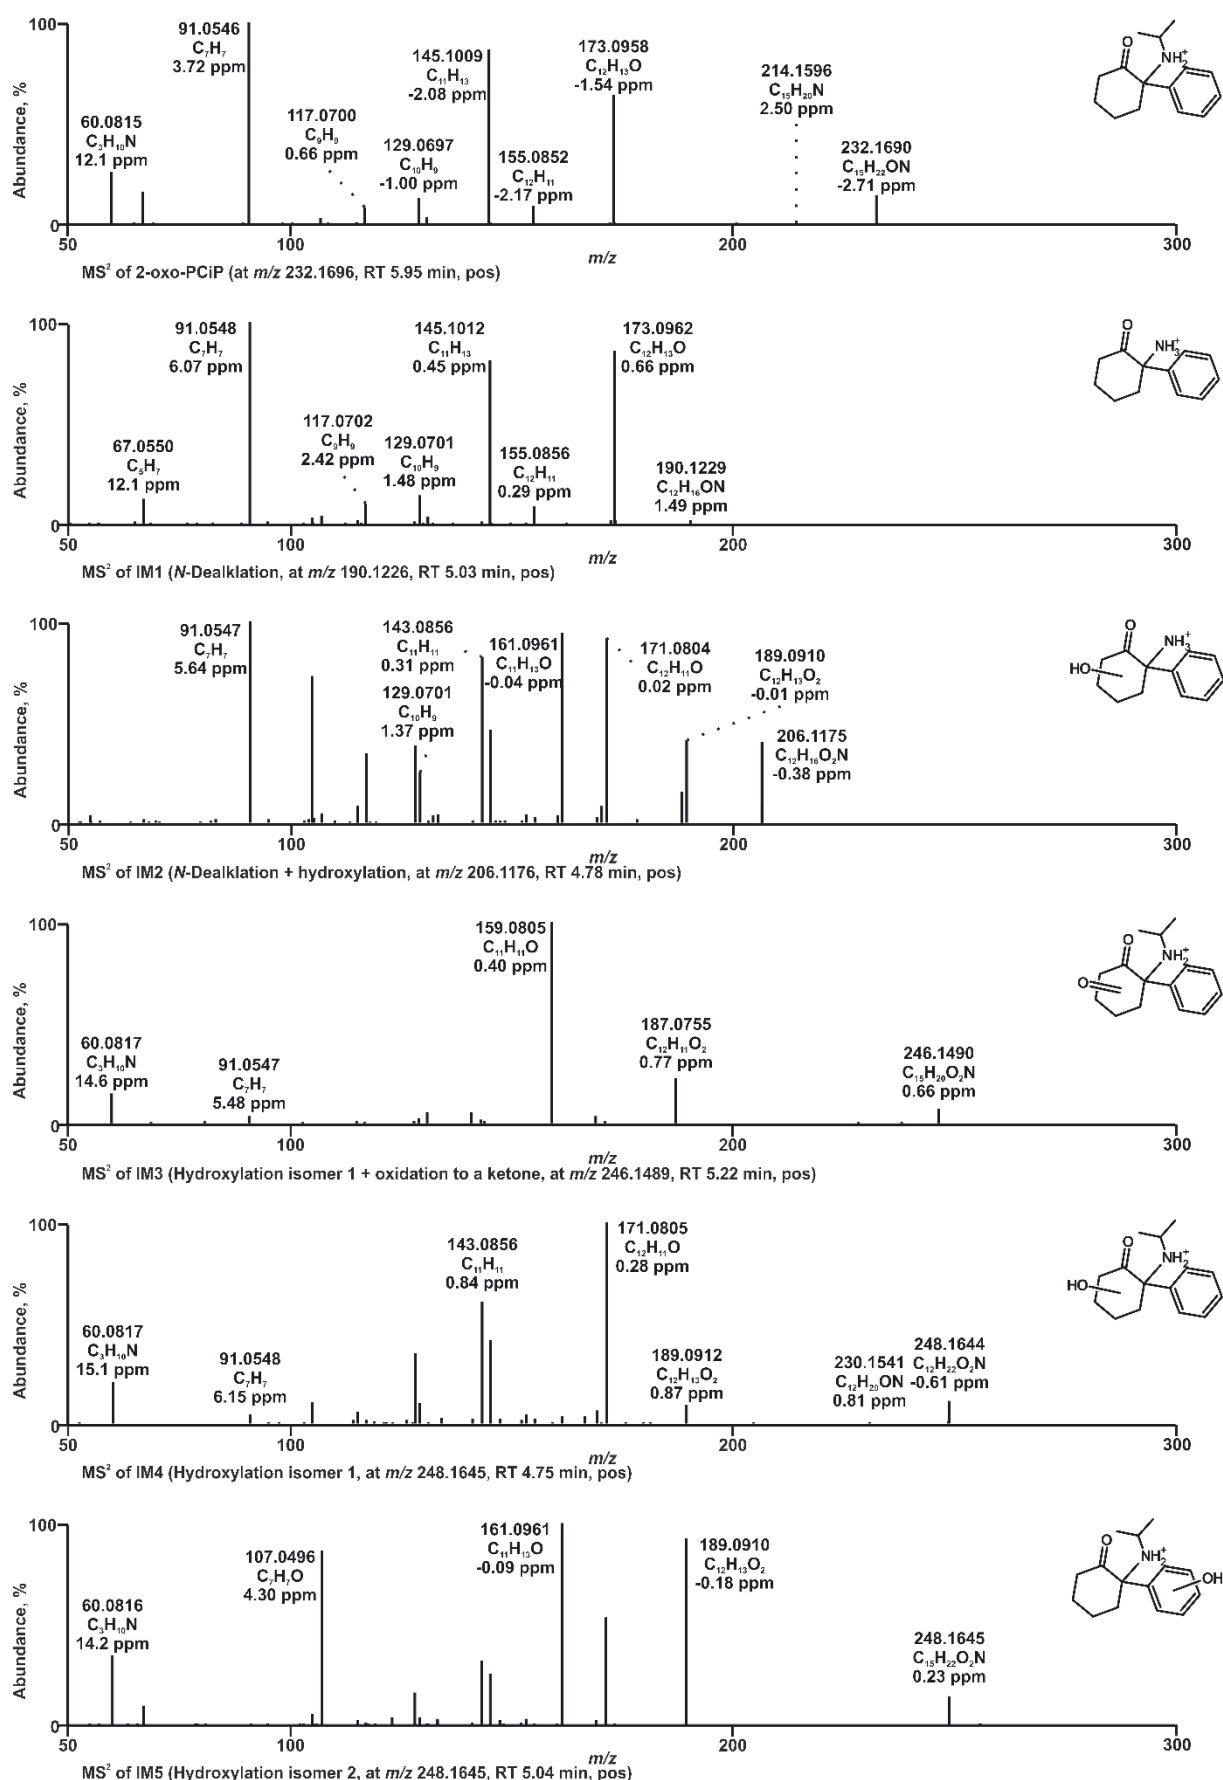 100
Abundance, %
0
91.0546
C₇H₇
3.72 ppm
60.0815
C₃H₁₀N
12.1 ppm
117.0700
C₉H₉
0.66 ppm
129.0697
C₁₀H₉
-1.00 ppm
145.1009
C₁₁H₁₃
-2.08 ppm
155.0852
C₁₂H₁₁
-2.17 ppm
173.0958
C₁₂H₁₃O
-1.54 ppm
214.1596
C₁₅H₂₀N
2.50 ppm
232.1690
C₁₅H₂₂ON
-2.71 ppm
O
NH₂⁺
50 100 200 300
m/z
MS² of 2-oxo-PCiP (at m/z 232.1696, RT 5.95 min, pos)
100
Abundance, %
0
91.0548
C₇H₇
6.07 ppm
67.0550
C₅H₇
12.1 ppm
117.0702
C₉H₉
2.42 ppm
129.0701
C₁₀H₉
1.48 ppm
145.1012
C₁₁H₁₃
0.45 ppm
155.0856
C₁₂H₁₁
0.29 ppm
173.0962
C₁₂H₁₃O
0.66 ppm
190.1229
C₁₂H₁₆ON
1.49 ppm
O
NH₃⁺
50 100 200 300
m/z
MS² of IM1 (N-Dealklation, at m/z 190.1226, RT 5.03 min, pos)
100
Abundance, %
0
91.0547
C₇H₇
5.64 ppm
143.0856
C₁₁H₁₁
0.31 ppm
129.0701
C₁₀H₉
1.37 ppm
161.0961
C₁₁H₁₃O
-0.04 ppm
171.0804
C₁₂H₁₁O
0.02 ppm
189.0910
C₁₂H₁₃O₂
-0.01 ppm
206.1175
C₁₂H₁₆O₂N
-0.38 ppm
O
NH₃⁺
HO
50 100 200 300
m/z
MS² of IM2 (N-Dealklation + hydroxylation, at m/z 206.1176, RT 4.78 min, pos)
100
Abundance, %
0
60.0817
C₃H₁₀N
14.6 ppm
91.0547
C₇H₇
5.48 ppm
159.0805
C₁₁H₁₁O
0.40 ppm
187.0755
C₁₂H₁₁O₂
0.77 ppm
246.1490
C₁₅H₂₀O₂N
0.66 ppm
O
NH₂⁺
O
50 100 200 300
m/z
MS² of IM3 (Hydroxylation isomer 1 + oxidation to a ketone, at m/z 246.1489, RT 5.22 min, pos)
100
Abundance, %
0
60.0817
C₃H₁₀N
15.1 ppm
91.0548
C₇H₇
6.15 ppm
143.0856
C₁₁H₁₁
0.84 ppm
171.0805
C₁₂H₁₁O
0.28 ppm
189.0912
C₁₂H₁₃O₂
0.87 ppm
230.1541
C₁₂H₂₀ON
0.81 ppm
248.1644
C₁₂H₂₂O₂N
-0.61 ppm
O
NH₂⁺
HO
50 100 200 300
m/z
MS² of IM4 (Hydroxylation isomer 1, at m/z 248.1645, RT 4.75 min, pos)
100
Abundance, %
0
60.0816
C₃H₁₀N
14.2 ppm
107.0496
C₇H₇O
4.30 ppm
161.0961
C₁₁H₁₃O
-0.09 ppm
189.0910
C₁₂H₁₃O₂
-0.18 ppm
248.1645
C₁₅H₂₂O₂N
0.23 ppm
O
NH₂⁺
OH
50 100 200 300
m/z
MS² of IM5 (Hydroxylation isomer 2, at m/z 248.1645, RT 5.04 min, pos)